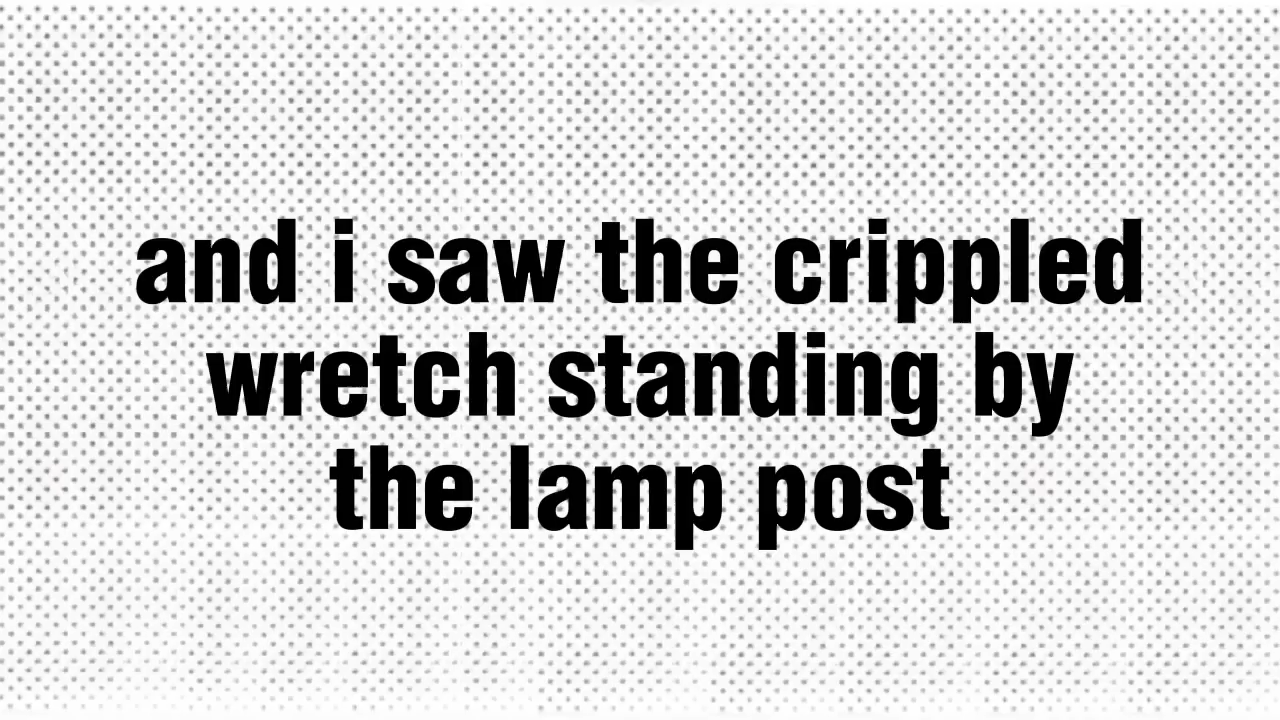 and i saw the crippled
wretch standing by
the lamp post